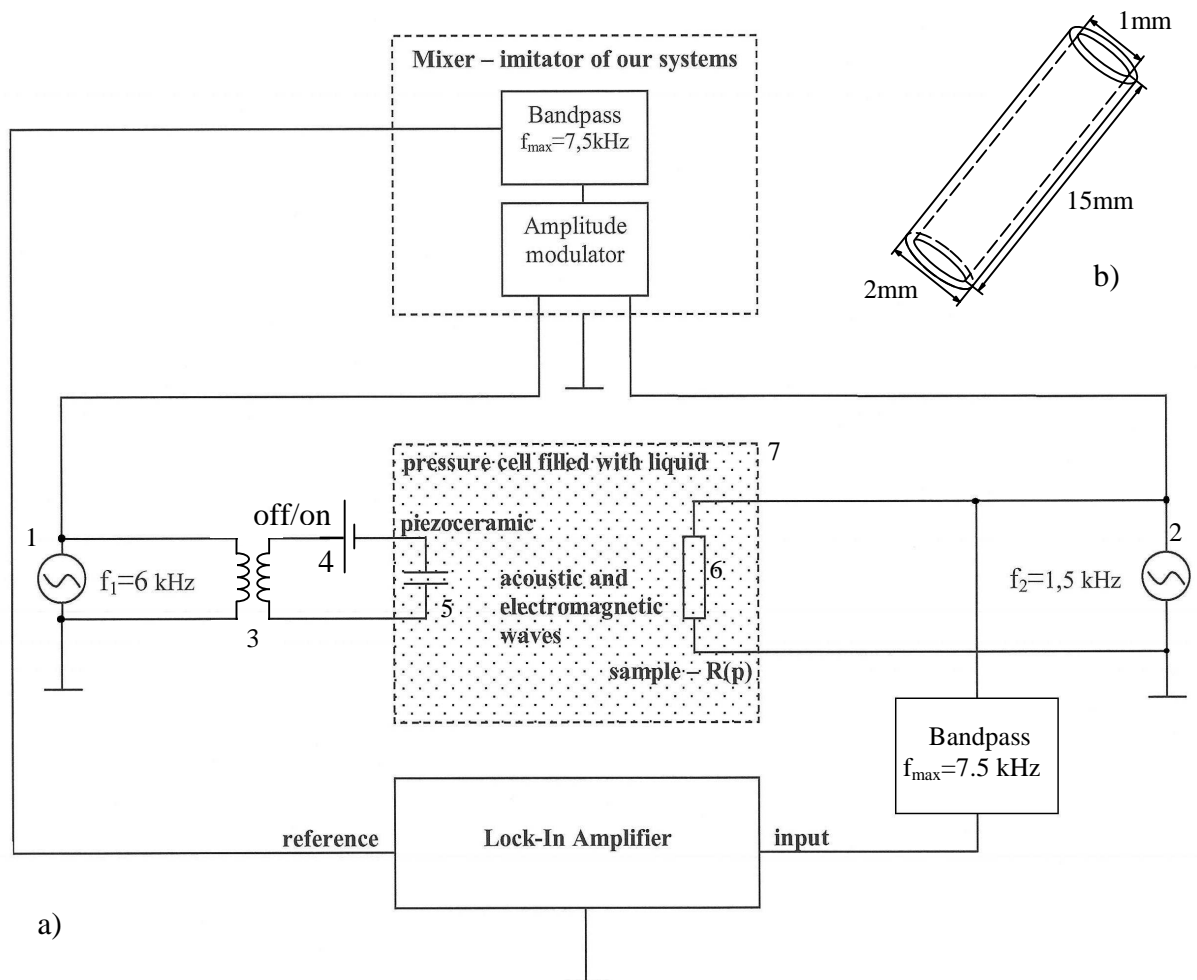 Mixer – imitator of our systems
Bandpass
fmax=7,5kHz
Amplitude
modulator
1mm
15mm
2mm
b)
pressure cell filled with liquid
7
off/on
piezoceramic
1
4
2
f1=6 kHz
5
acoustic and
electromagnetic
waves
6
f2=1,5 kHz
3
sample – R(p)
Bandpass
fmax=7.5 kHz
reference
Lock-In Amplifier
input
a)